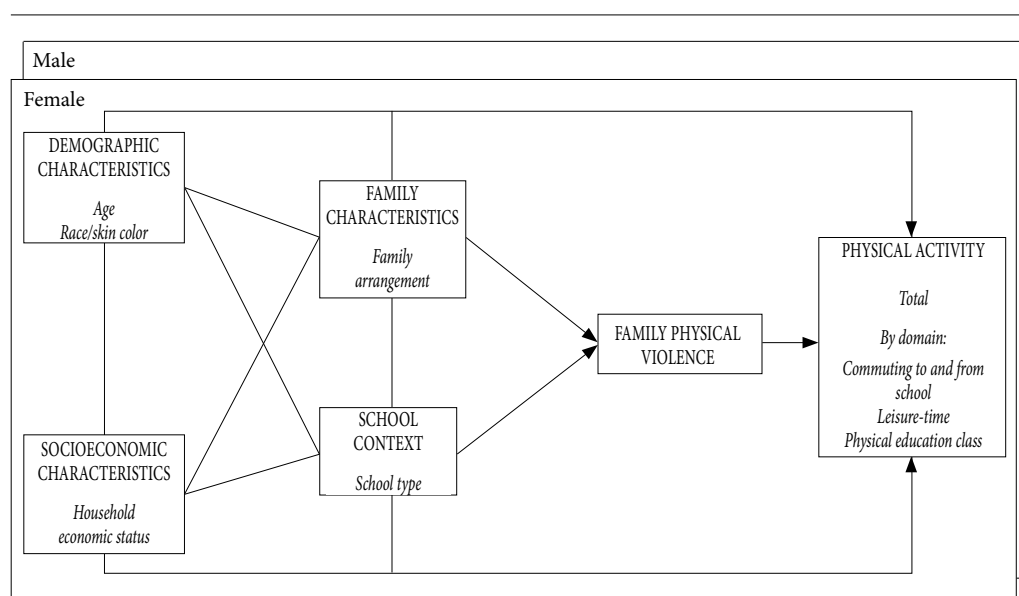 Male
Female
DEMOGRAPHIC
CHARACTERISTICS
Age
Race/skin color
SOCIOECONOMIC
CHARACTERISTICS
Household
economic status
FAMILY
CHARACTERISTICS
Family
arrangement
SCHOOL
CONTEXT
School type
FAMILY PHYSICAL
VIOLENCE
PHYSICAL ACTIVITY
Total
By domain:
Commuting to and from
school
Leisure-time
Physical education class